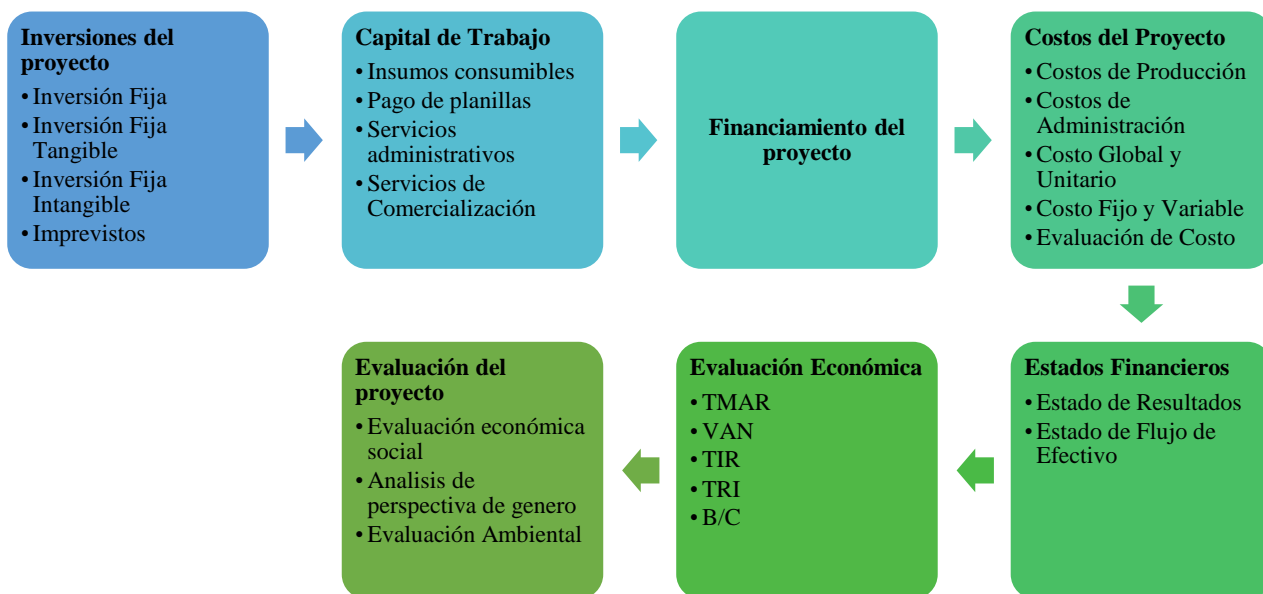 Inversiones del
proyecto
• Inversión Fija
• Inversión Fija
Tangible
• Inversión Fija
Intangible
• Imprevistos
Capital de Trabajo
• Insumos consumibles
• Pago de planillas
• Servicios
administrativos
• Servicios de
Comercialización
Financiamiento del
proyecto
Costos del Proyecto
• Costos de Producción
• Costos de
Administración
• Costo Global y
Unitario
• Costo Fijo y Variable
• Evaluación de Costo
Estados Financieros
• Estado de Resultados
• Estado de Flujo de
Efectivo
Evaluación Económica
• TMAR
• VAN
• TIR
• TRI
• B/C
Evaluación del
proyecto
• Evaluación económica
social
• Analisis de
perspectiva de genero
• Evaluación Ambiental